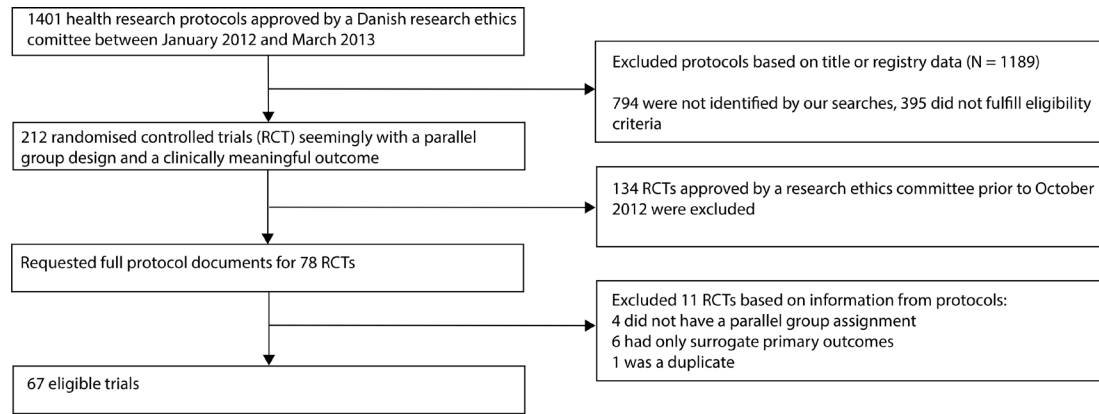 1401 health research protocols approved by a Danish research ethics
comittee between January 2012 and March 2013
Excluded protocols based on title or registry data (N = 1189)
794 were not identified by our searches, 395 did not fulfill eligibility
criteria
212 randomised controlled trials (RCT) seemingly with a parallel
group design and a clinically meaningful outcome
134 RCTs approved by a research ethics committee prior to October
2012 were excluded
Requested full protocol documents for 78 RCTs
Excluded 11 RCTs based on information from protocols:
4 did not have a parallel group assignment
6 had only surrogate primary outcomes
1 was a duplicate
67 eligible trials